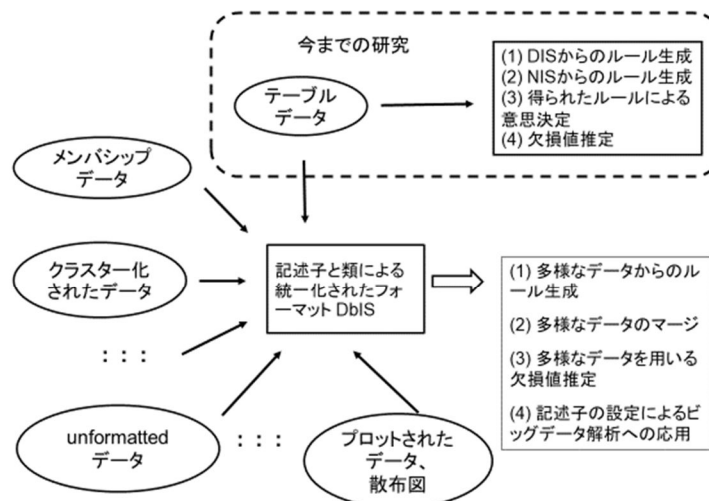 今までの研究
テーブル
データ
(1) DISからのルール生成
(2) NISからのルール生成
(3) 得られたルールによる
意思決定
(4) 欠損値推定
メンバシップ
データ
クラスター化
されたデータ
：：：
unformatted
データ
：：：
プロットされた
データ、
散布図
記述子と類による
統一化されたフォ
ーマット DbIS
(1) 多様なデータからのル
ール生成
(2) 多様なデータのマージ
(3) 多様なデータを用いる
欠損値推定
(4) 記述子の設定によるビ
ッグデータ解析への応用